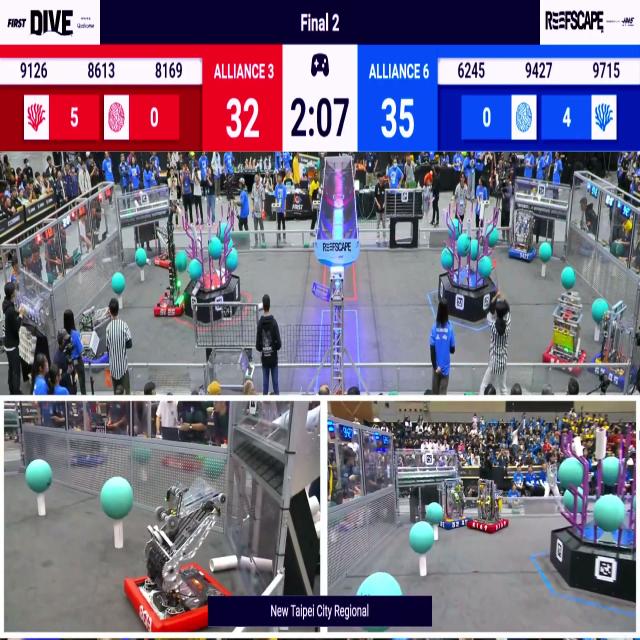 FIRST DIVE
Final 2
REEFSCAPE
9126 8613 8169
ALLIANCE 3
ALLIANCE 6
6245 9427 9715
5 0
32
2:07
35
0 4
REEFSCAPE
New Taipei City Regional